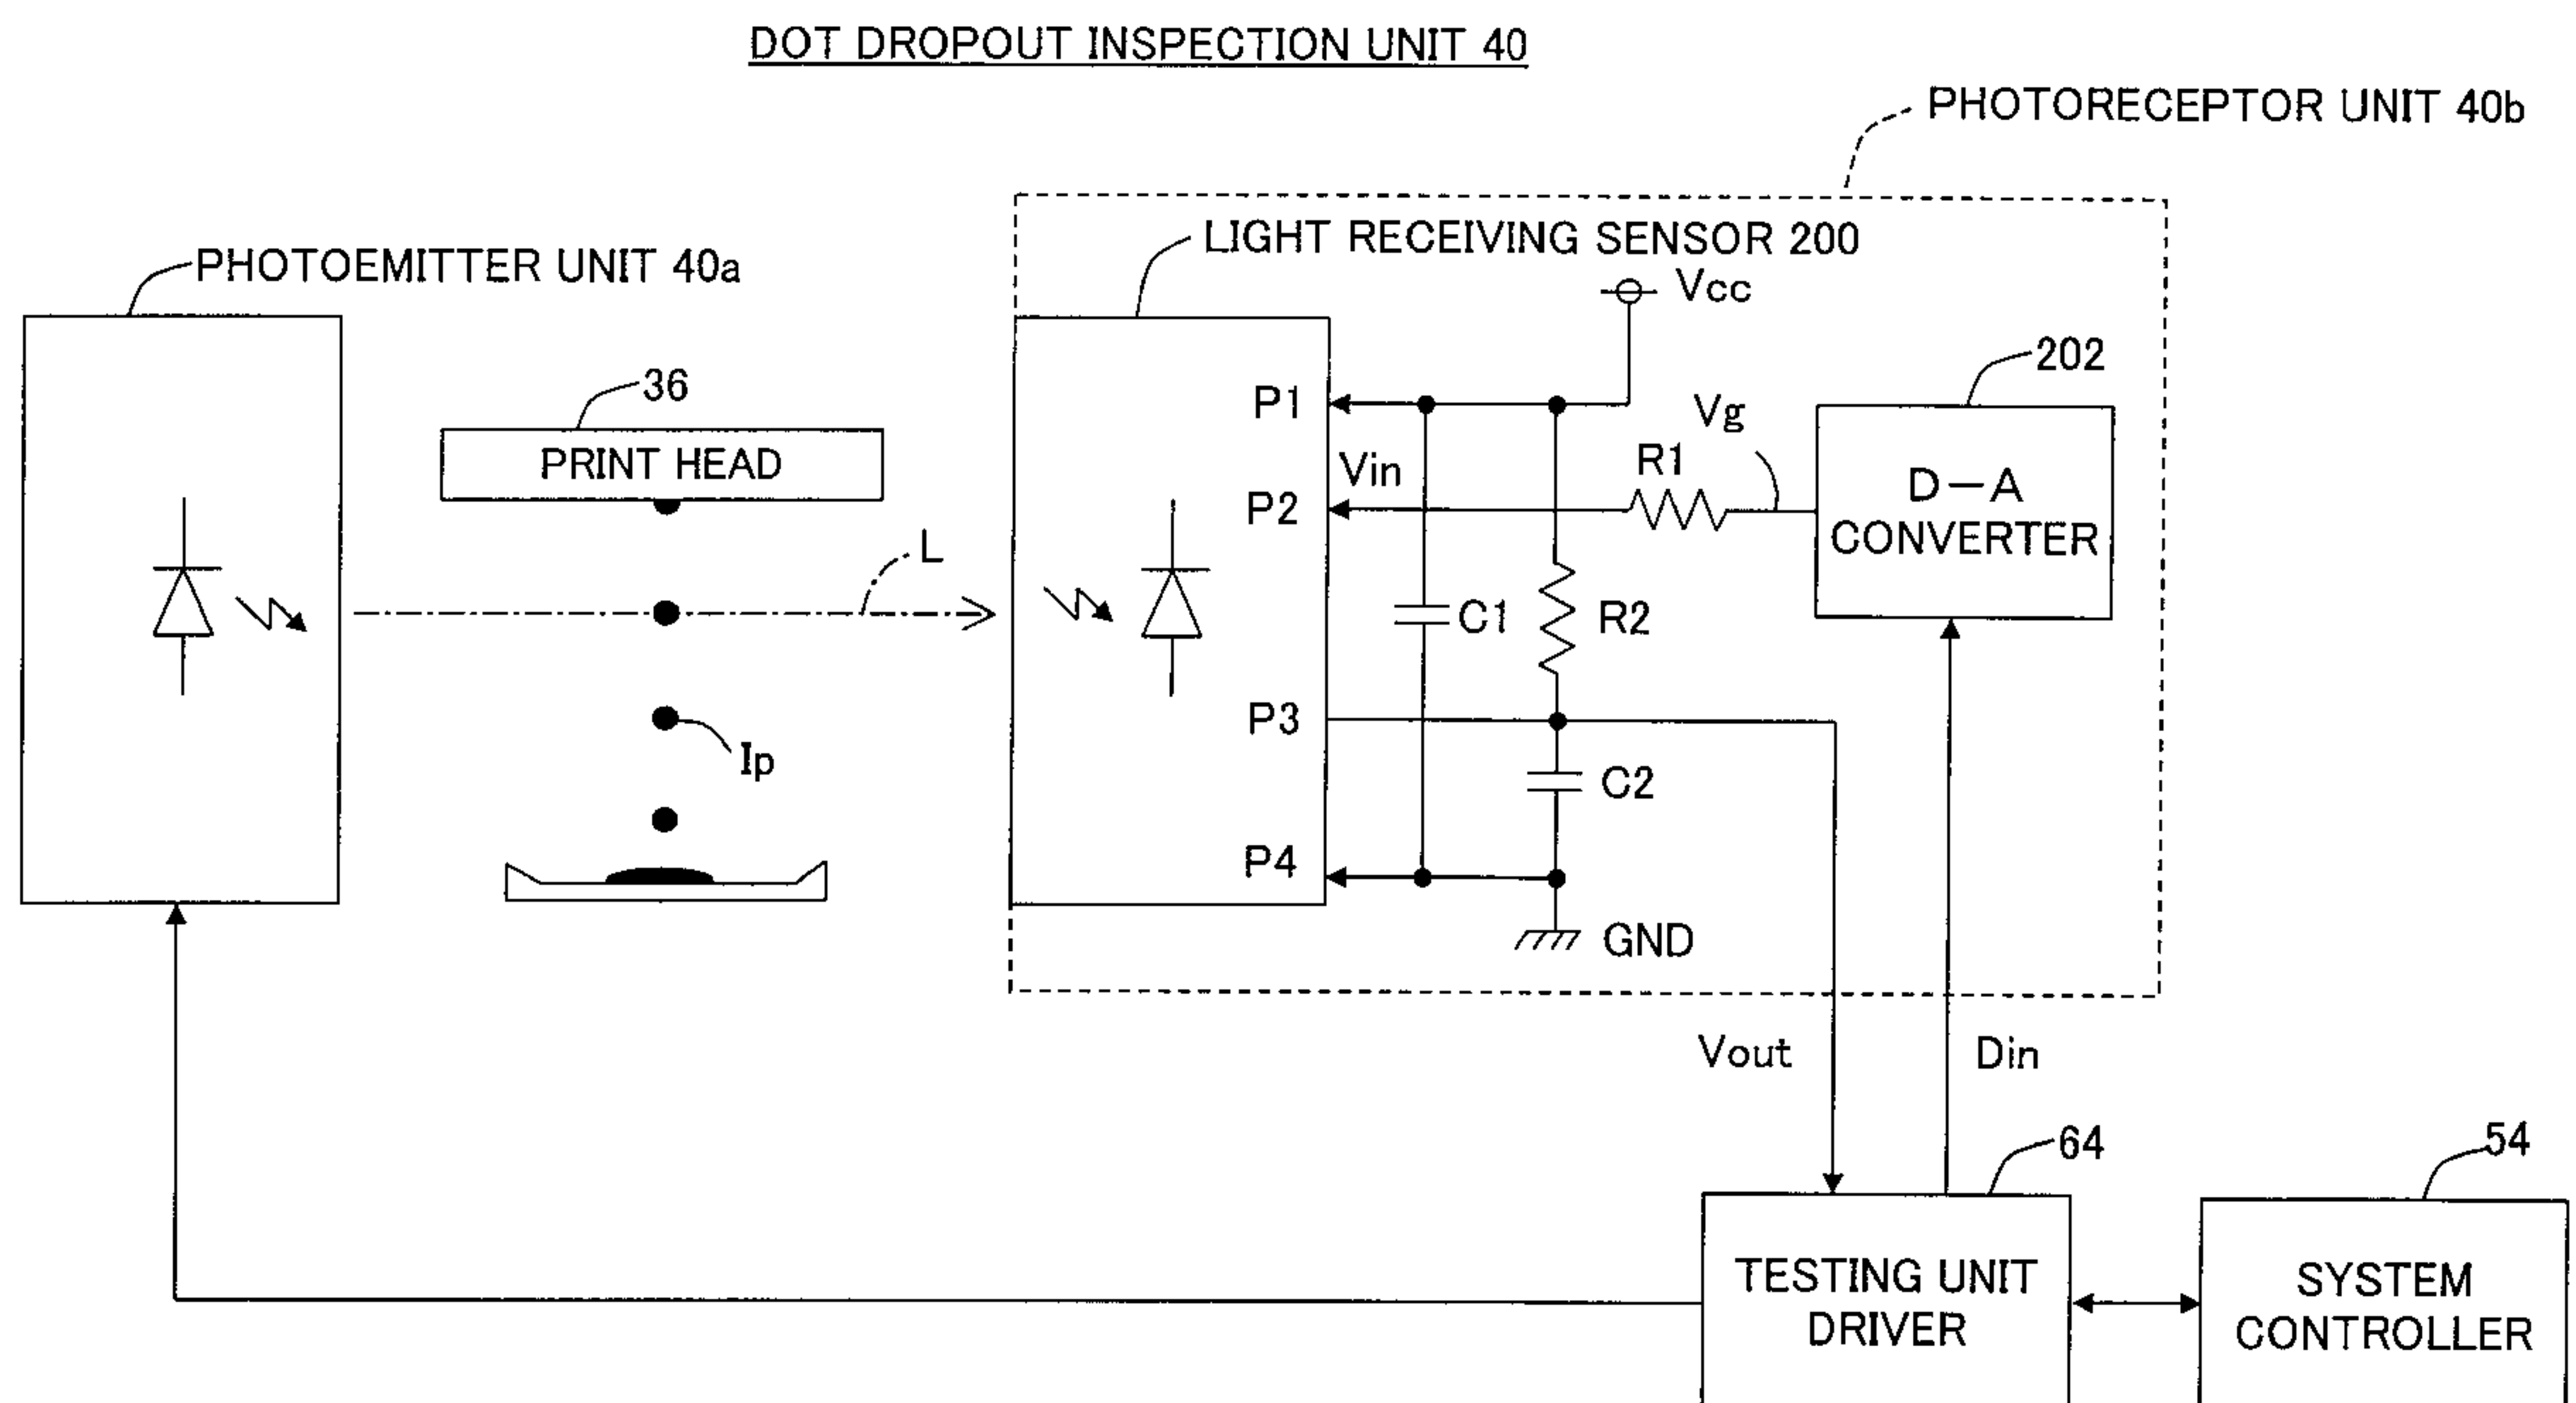 DOT DROPOUT INSPECTION UNIT 40
PHOTORECEPTOR UNIT 40b
LIGHT RECEIVING SENSOR 200
PHOTOEMITTER UNIT 40a
Vcc
202
36
P1
Vg
PRINT HEAD
Vin
R1
D-A
CONVERTER
P2
L
C1
R2
P3
Ip
C2
P4
GND
Vout
Din
64
54
TESTING UNIT
DRIVER
SYSTEM
CONTROLLER